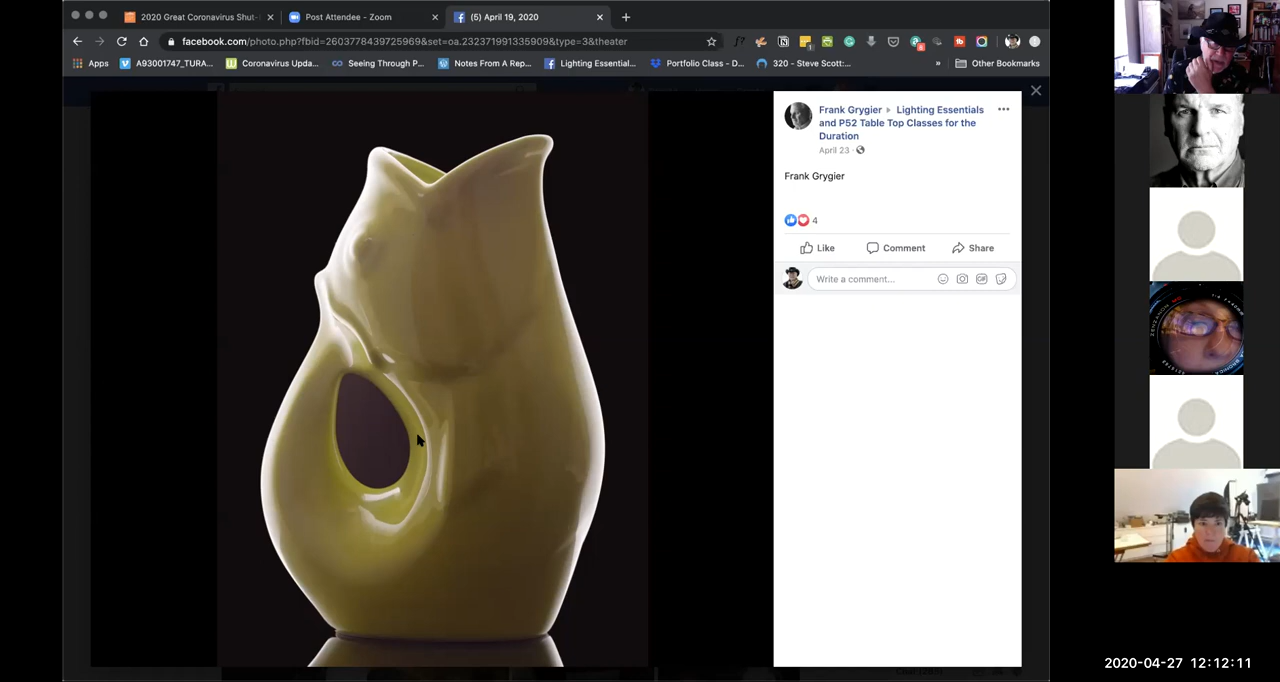 2020 Great Coronavirus Shut-
Post Attendee - Zoom
(5) April 19, 2020
facebook.com/photo.php?fbid=2603778439725969&set=oa.232371991335909&type=3&theater
Apps
A93001747_TURA...
Coronavirus Upda...
Seeing Through P...
Notes From A Rep...
Lighting Essential...
Portfolio Class - D...
320 - Steve Scott:...
»
Other Bookmarks
Frank Grygier ▸ Lighting Essentials
and P52 Table Top Classes for the
Duration
April 23 ·
Frank Grygier
4
Like Comment Share
Write a comment...
GIF
2020-04-27 12:12:11